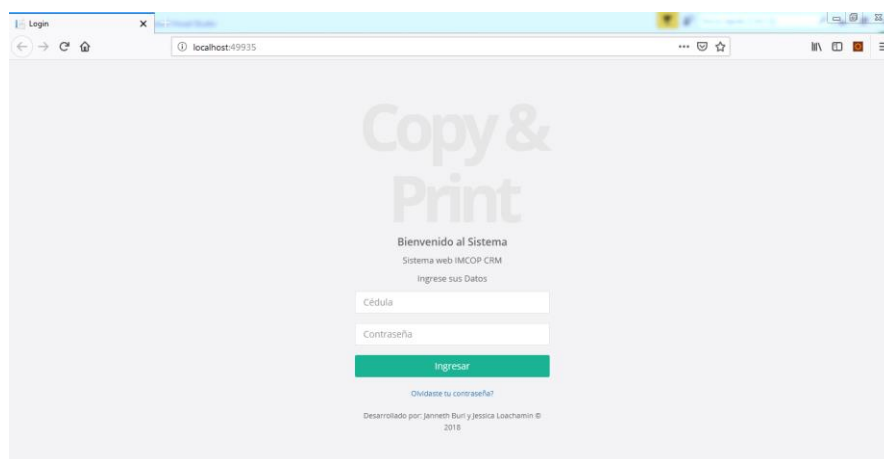 Login
localhost:49935
Copy &
Print
Bienvenido al Sistema
Sistema web IMCOP CRM
Ingrese sus Datos
Cédula
Contraseña
Ingresar
Olvidaste tu contraseña?
Desarrollado por: Janneth Buri y Jessica Loachamin ©
2018